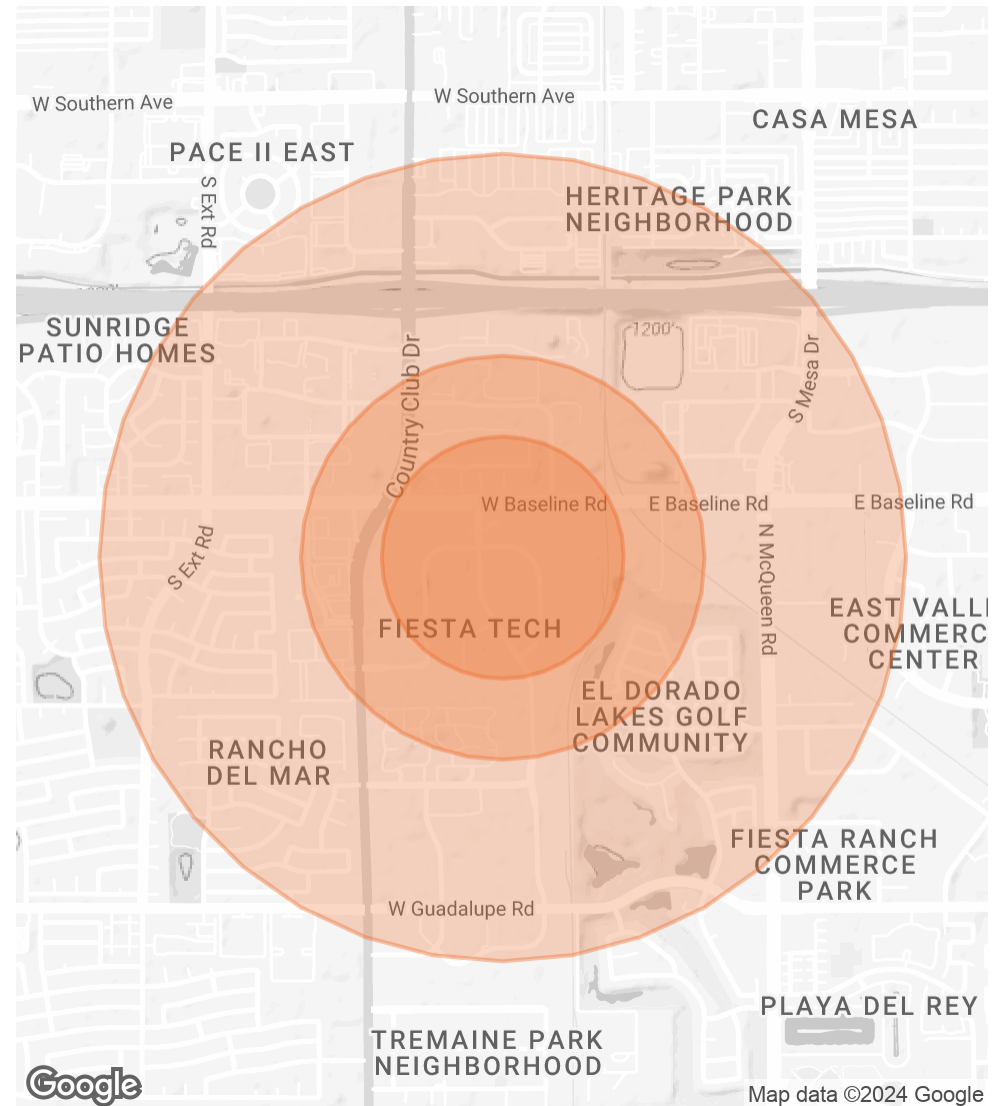 W Southern Ave
W Southern Ave
CASA MESA
PACE II EAST
S Ext Rd
HERITAGE PARK
NEIGHBORHOOD
SUNRIDGE
PATIO HOMES
1200'
Country Club Dr
S Mesa Dr
W Baseline Rd
E Baseline Rd
E Baseline Rd
S Ext Rd
N McQueen Rd
FIESTA TECH
EAST VALL
COMMERC
CENTER
EL DORADO
LAKES GOLF
COMMUNITY
RANCHO
DEL MAR
FIESTA RANCH
COMMERCE
PARK
W Guadalupe Rd
PLAYA DEL REY
TREMAINE PARK
NEIGHBORHOOD
Google
Map data ©2024 Google